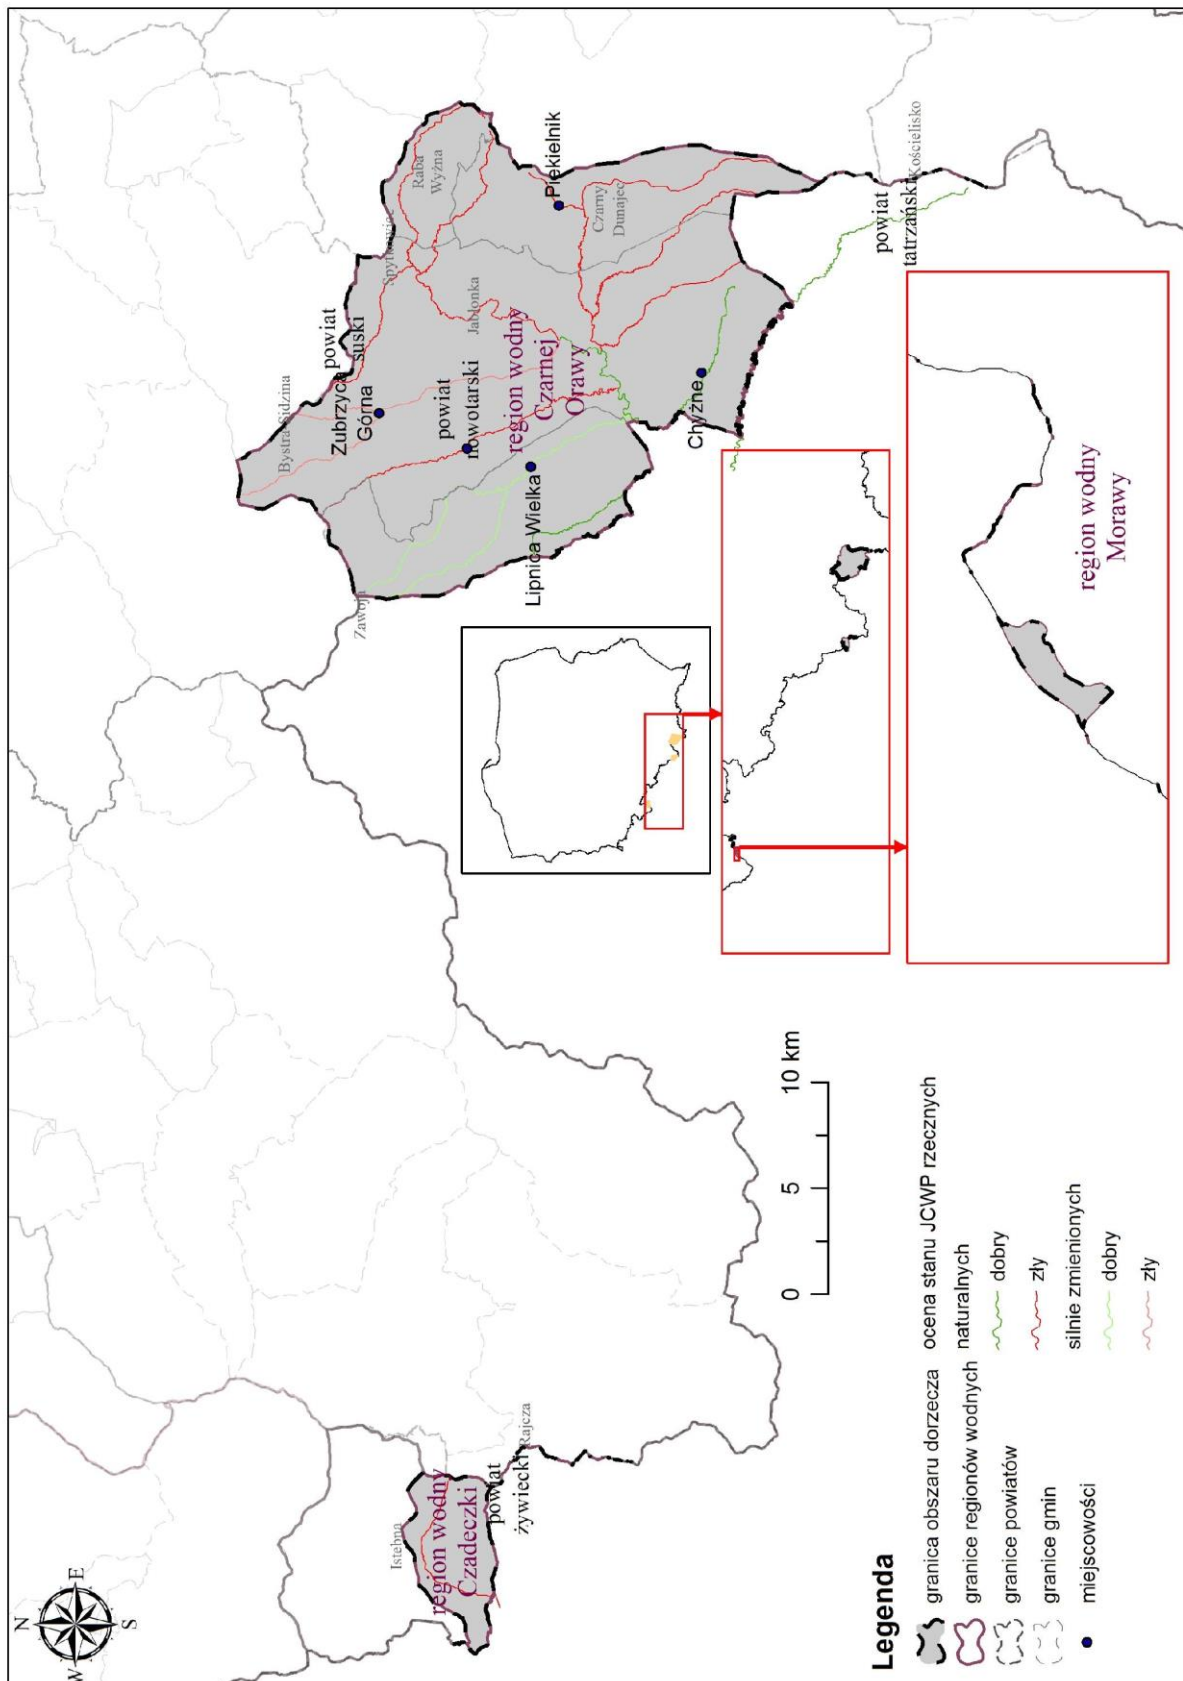 N
W
E
S
Istebna
region wodny
Czadeczki
powiat
żywiecki
Rajcza
Zawoja
Bystra-Sidzina
Zubrzyca
Górna
powiat
suski
Spytkowice
Raba
Wyżna
powiat
nowotarski
Jabłonka
region wodny
Czarnej
Orawy
Lipnica Wielka
Piekielnik
Czarny
Dunajec
Chyżne
powiat
tatrzański
Kościelisko
region wodny
Morawy
0
5
10 km
Legenda
granica obszaru dorzecza
granice regionów wodnych
granice powiatów
granice gmin
miejscowości
ocena stanu JCWP rzecznych
naturalnych
dobry
zły
silnie zmienionych
dobry
zły